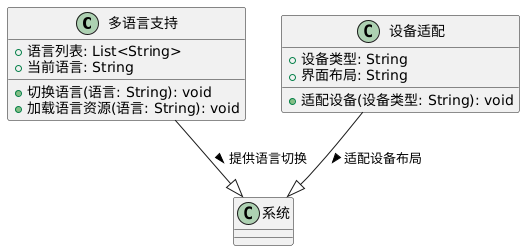 C 多语言支持
语言列表: List<String>
当前语言: String
切换语言(语言: String): void
加载语言资源(语言: String): void
C 设备适配
设备类型: String
界面布局: String
适配设备(设备类型: String): void
提供语言切换
适配设备布局
C 系统